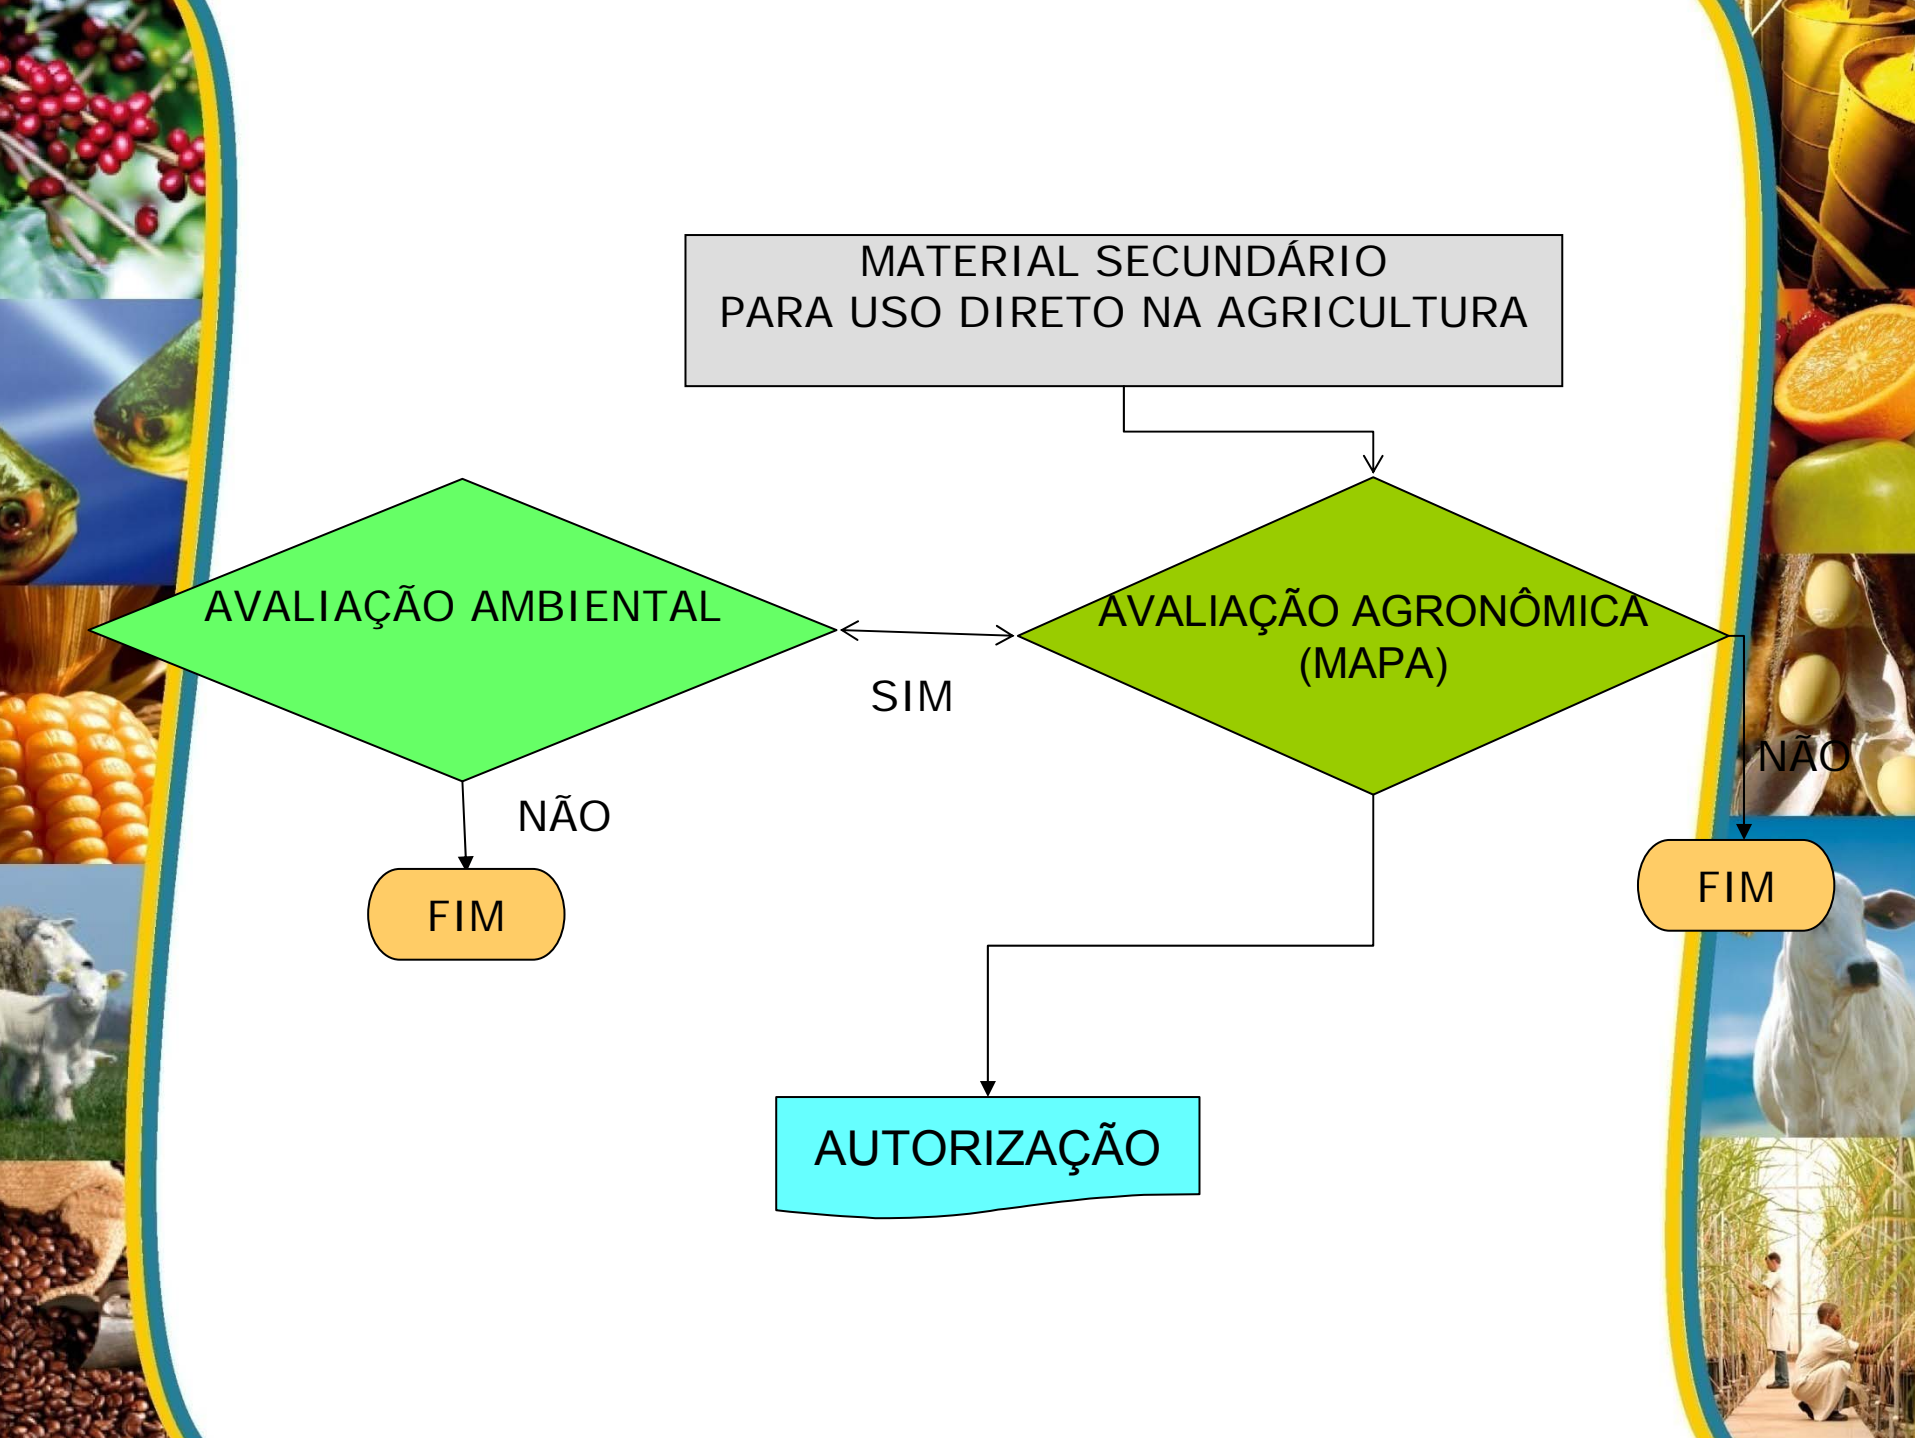 MATERIAL SECUNDÁRIO
PARA USO DIRETO NA AGRICULTURA
AVALIAÇÃO AMBIENTAL
AVALIAÇÃO AGRONÔMICA
(MAPA)
SIM
NÃO
NÃO
FIM
FIM
AUTORIZAÇÃO